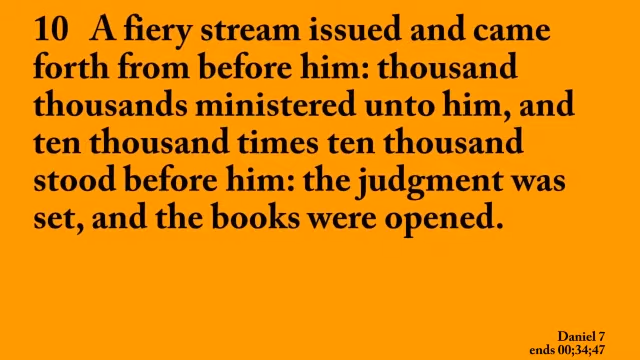 10 A fiery stream issued and came
forth from before him: thousand
thousands ministered unto him, and
ten thousand times ten thousand
stood before him: the judgment was
set, and the books were opened.
Daniel 7
ends 00;34;47